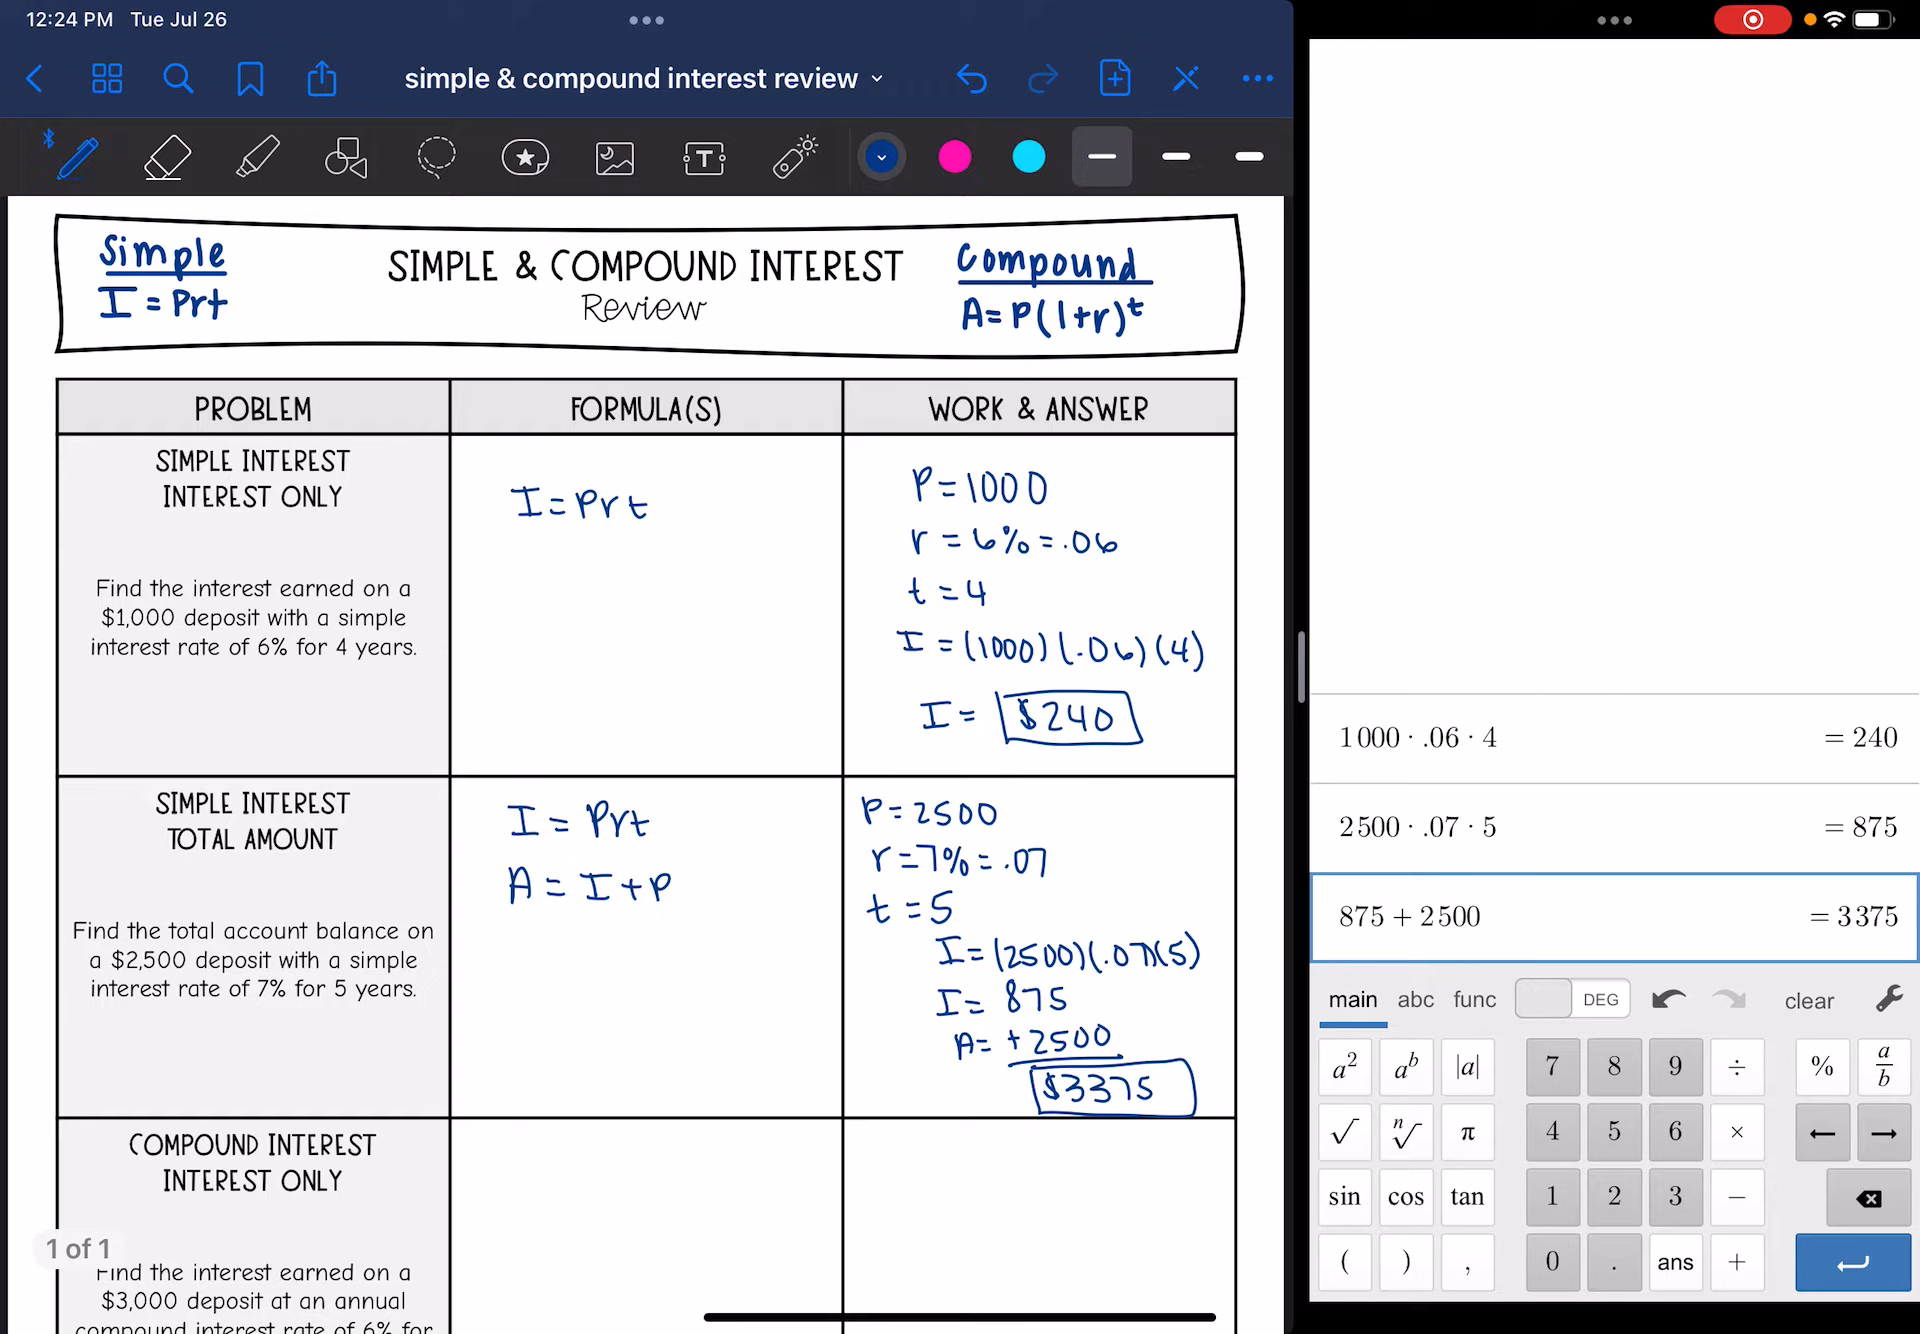 12:24 PM Tue Jul 26
simple & compound interest review
T
Simple
I = Prt
SIMPLE & COMPOUND INTEREST
Review
Compound
A = P(1+r)^t
PROBLEM
FORMULA(S)
WORK & ANSWER
SIMPLE INTEREST
INTEREST ONLY
Find the interest earned on a
$1,000 deposit with a simple
interest rate of 6% for 4 years.
I = Prt
P = 1000
r = 6% = .06
t = 4
I = (1000)(.06)(4)
I = $240
SIMPLE INTEREST
TOTAL AMOUNT
Find the total account balance on
a $2,500 deposit with a simple
interest rate of 7% for 5 years.
I = Prt
A = I + P
P = 2500
r = 7% = .07
t = 5
I = (2500)(.07)(5)
I = 875
A = + 2500
$3375
COMPOUND INTEREST
INTEREST ONLY
1 of 1
Find the interest earned on a
$3,000 deposit at an annual
compound interest rate of 6% for
1000 · .06 · 4 = 240
2500 · .07 · 5 = 875
875 + 2500 = 3375
main abc func DEG clear
a² a^b |a| 7 8 9 ÷ % a/b
√ ⁿ√ π 4 5 6 × ← →
sin cos tan 1 2 3 −
( ) , 0 . ans +